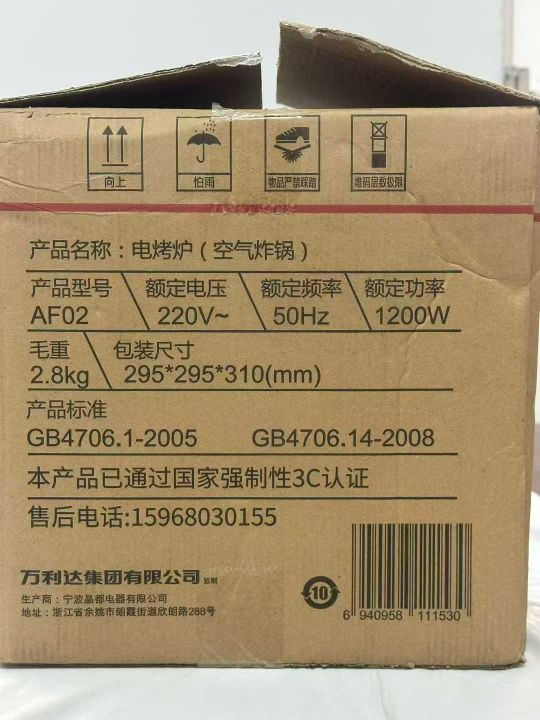 向上
怕雨
物品严禁踩踏
堆码层数极限
产品名称：电烤炉（空气炸锅）
产品型号 额定电压 额定频率 额定功率
AF02 220V~ 50Hz 1200W
毛重 包装尺寸
2.8kg 295*295*310(mm)
产品标准
GB4706.1-2005 GB4706.14-2008
本产品已通过国家强制性3C认证
售后电话:15968030155
万利达集团有限公司 监制
生产商：宁波晶都电器有限公司
地址：浙江省余姚市朗霞街道欣朗路288号
10
6 940958 111530